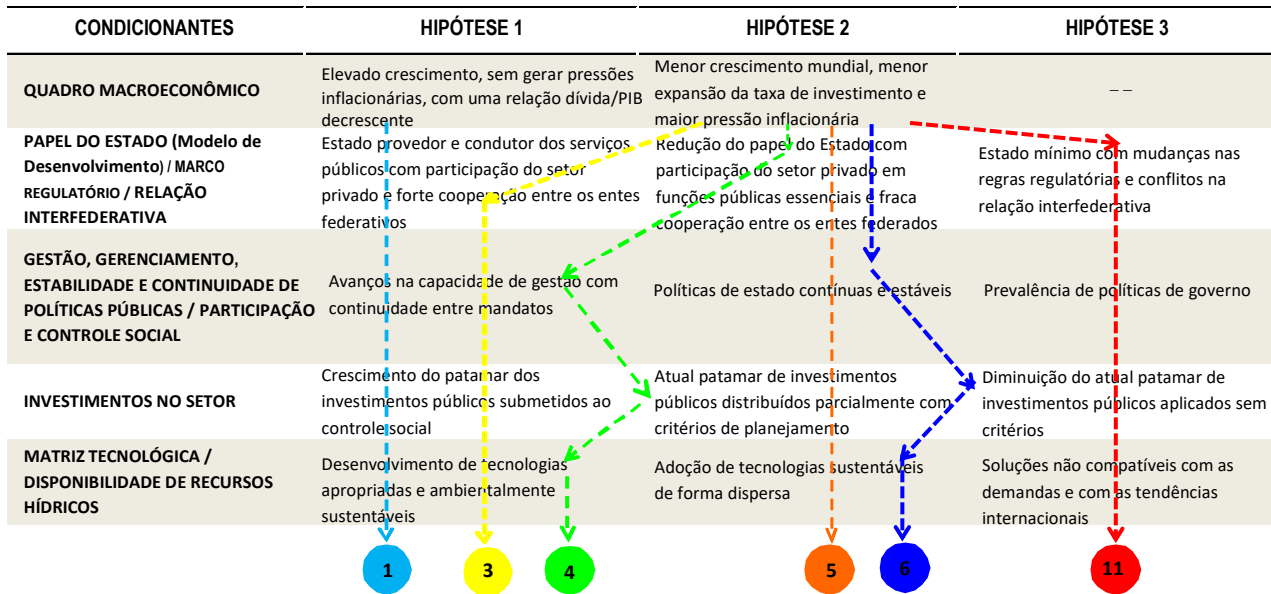 CONDICIONANTES
HIPÓTESE 1
HIPÓTESE 2
HIPÓTESE 3
QUADRO MACROECONÔMICO
Elevado crescimento, sem gerar pressões
inflacionárias, com uma relação dívida/PIB
decrescente
Menor crescimento mundial, menor
expansão da taxa de investimento e
maior pressão inflacionária
– –
PAPEL DO ESTADO (Modelo de
Desenvolvimento) / MARCO
REGULATÓRIO / RELAÇÃO
INTERFEDERATIVA
Estado provedor e condutor dos serviços
públicos com participação do setor
privado e forte cooperação entre os entes
federativos
Redução do papel do Estado com
participação do setor privado em
funções públicas essenciais e fraca
cooperação entre os entes federados
Estado mínimo com mudanças nas
regras regulatórias e conflitos na
relação interfederativa
GESTÃO, GERENCIAMENTO,
ESTABILIDADE E CONTINUIDADE DE
POLÍTICAS PÚBLICAS / PARTICIPAÇÃO
E CONTROLE SOCIAL
Avanços na capacidade de gestão com
continuidade entre mandatos
Políticas de estado contínuas e estáveis
Prevalência de políticas de governo
INVESTIMENTOS NO SETOR
Crescimento do patamar dos
investimentos públicos submetidos ao
controle social
Atual patamar de investimentos
públicos distribuídos parcialmente com
critérios de planejamento
Diminuição do atual patamar de
investimentos públicos aplicados sem
critérios
MATRIZ TECNOLÓGICA /
DISPONIBILIDADE DE RECURSOS
HÍDRICOS
Desenvolvimento de tecnologias
apropriadas e ambientalmente
sustentáveis
Adoção de tecnologias sustentáveis
de forma dispersa
Soluções não compatíveis com as
demandas e com as tendências
internacionais
1
3
4
5
6
11